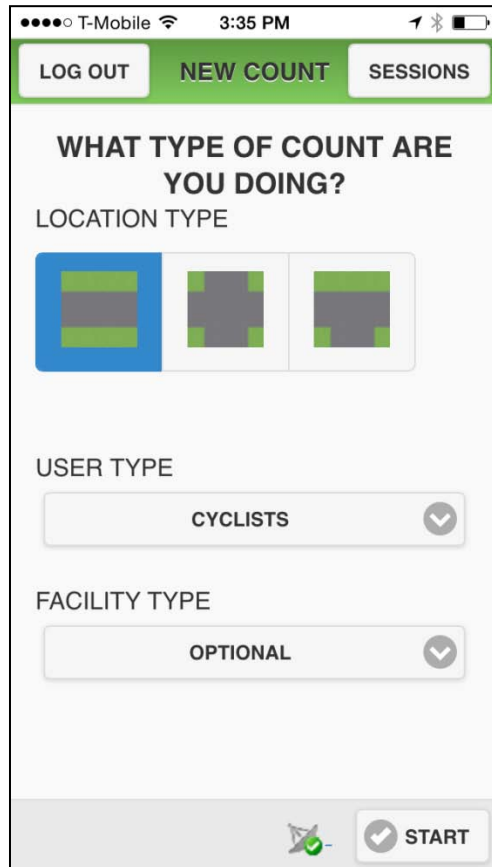 T-Mobile 3:35 PM
LOG OUT NEW COUNT SESSIONS
WHAT TYPE OF COUNT ARE
YOU DOING?
LOCATION TYPE
USER TYPE
CYCLISTS
FACILITY TYPE
OPTIONAL
START